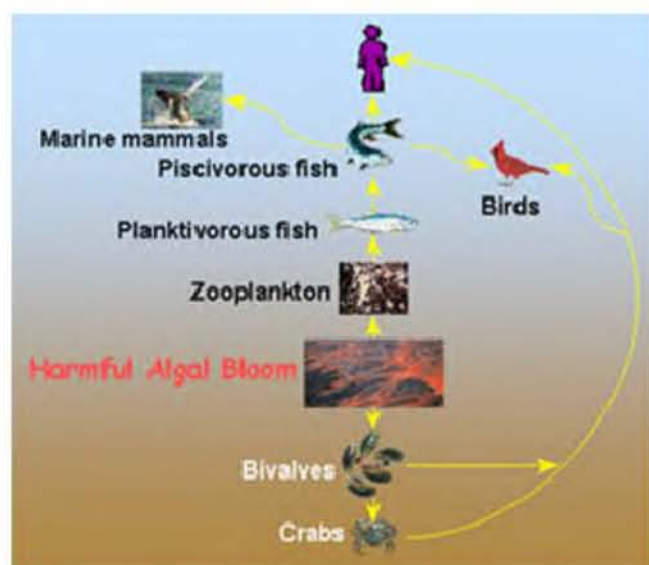 Marine mammals
Piscivorous fish
Birds
Planktivorous fish
Zooplankton
Harmful Algal Bloom
Bivalves
Crabs